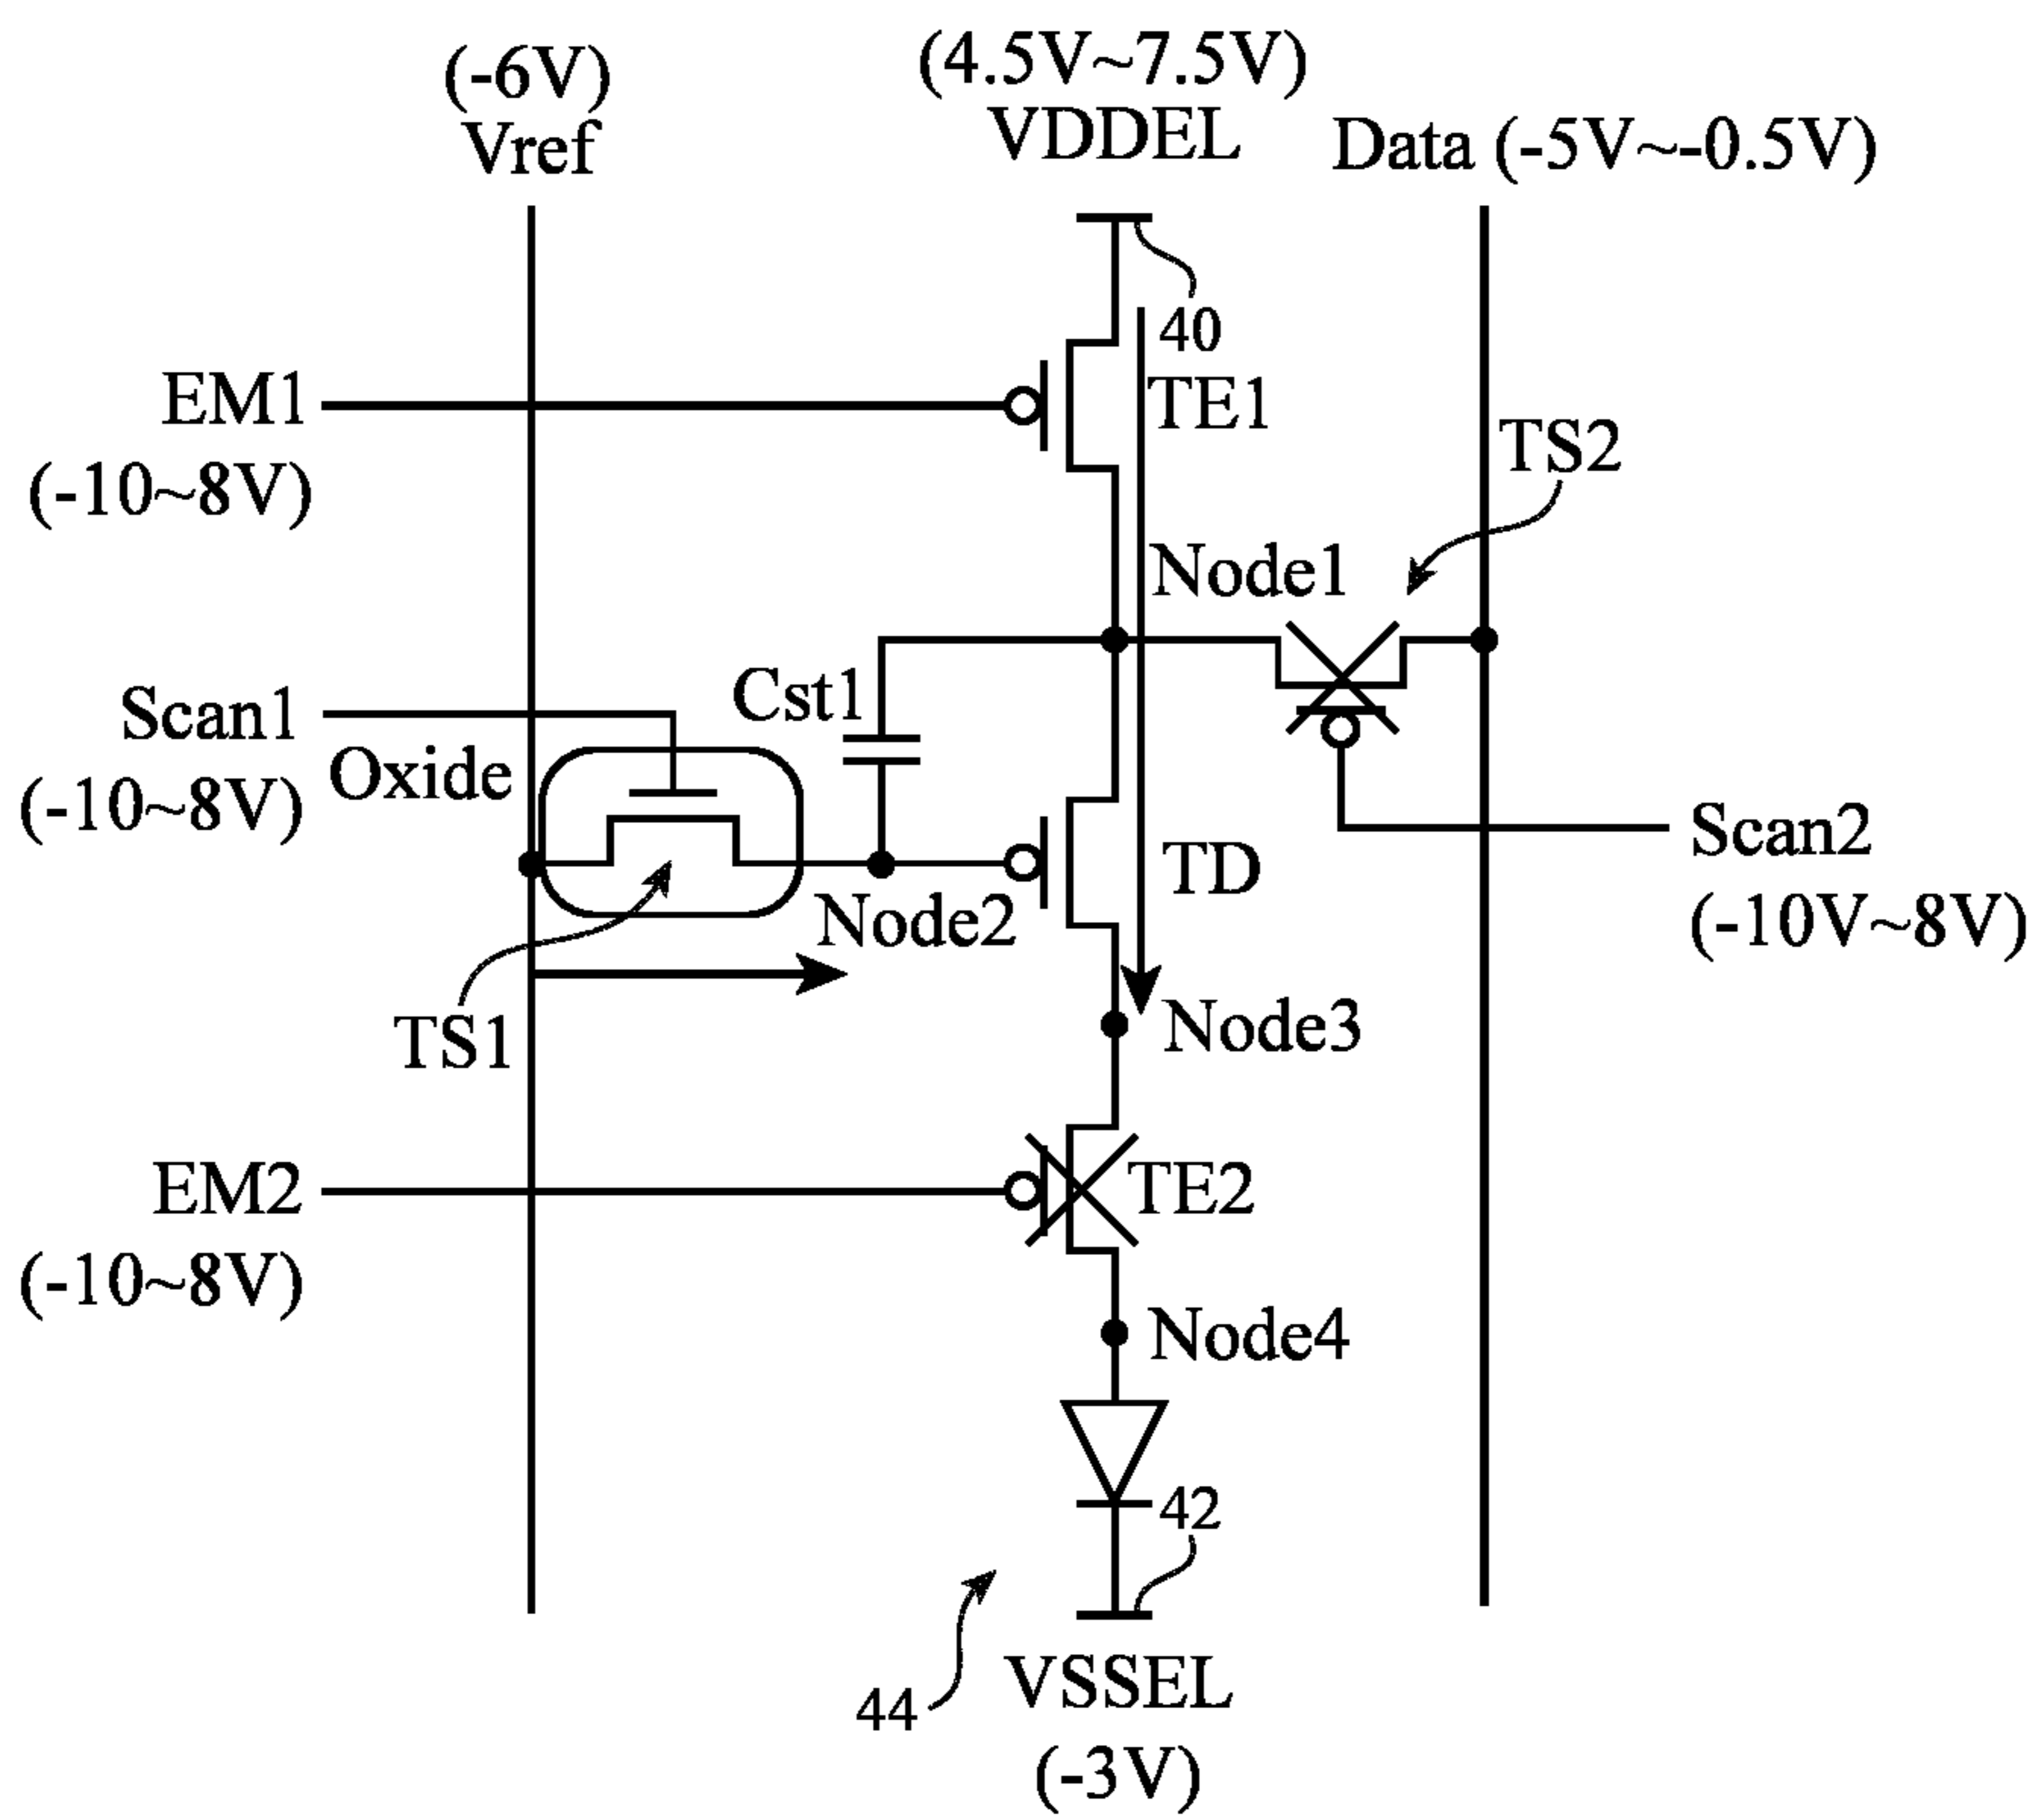 (-6V)
Vref
(4.5V~7.5V)
VDDEL
Data (-5V~-0.5V)
40
EM1
(-10~8V)
TE1
TS2
Node1
Scan1
(-10~8V)
Oxide
Cst1
TD
Scan2
(-10V~8V)
Node2
TS1
Node3
EM2
(-10~8V)
TE2
Node4
42
44
VSSEL
(-3V)